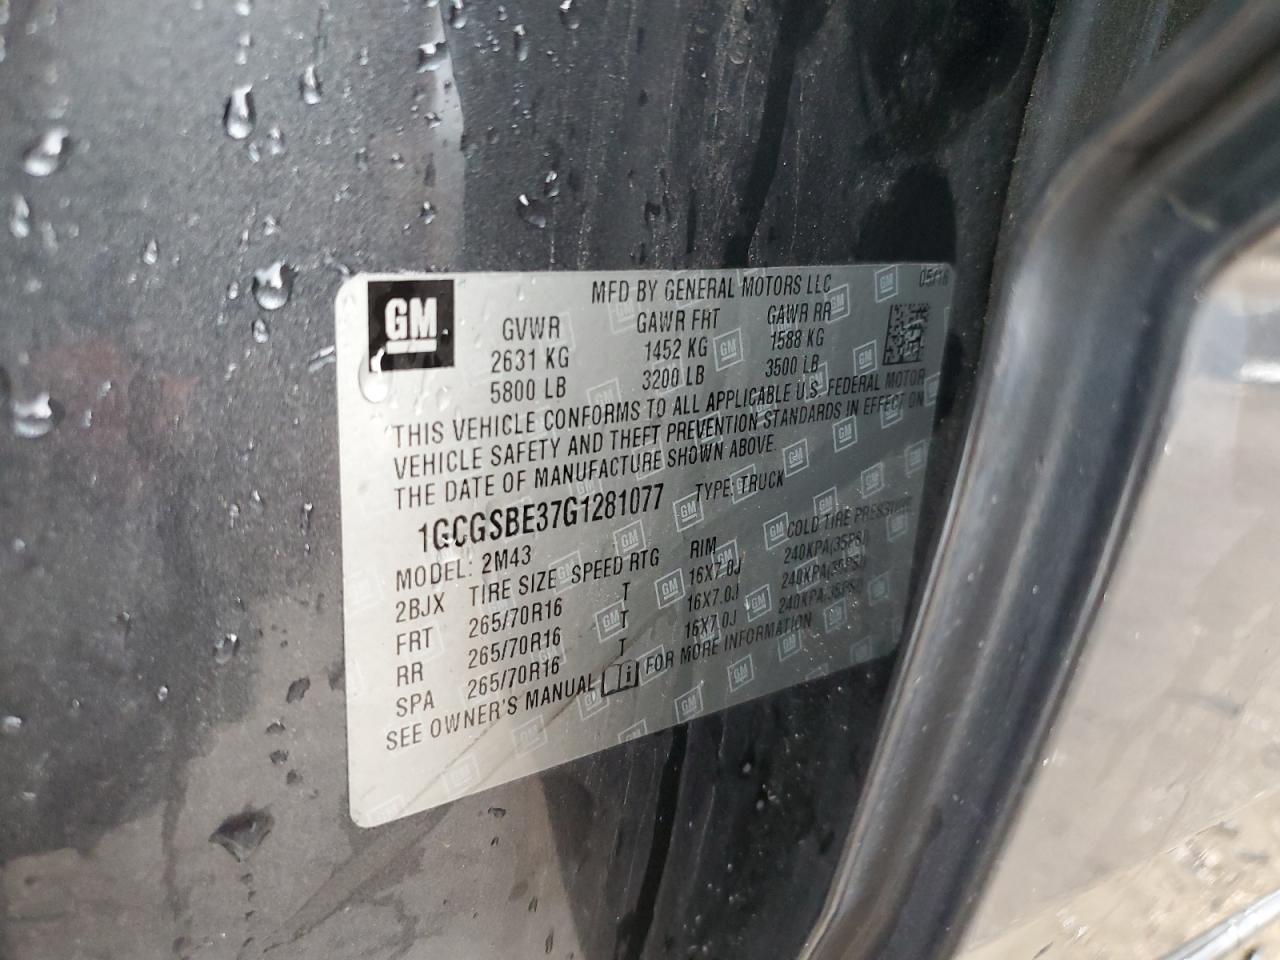 GM
MFD BY GENERAL MOTORS LLC 05/16
GVWR GAWR FRT GAWR RR
2631 KG 1452 KG 1588 KG
5800 LB 3200 LB 3500 LB
THIS VEHICLE CONFORMS TO ALL APPLICABLE U.S. FEDERAL MOTOR
VEHICLE SAFETY AND THEFT PREVENTION STANDARDS IN EFFECT ON
THE DATE OF MANUFACTURE SHOWN ABOVE.
1GCGSBE37G1281077 TYPE: TRUCK
MODEL: 2M43
2BJX TIRE SIZE SPEED RTG RIM COLD TIRE PRESSURE
FRT 265/70R16 T 16X7.0J 240KPA(35PSI)
RR 265/70R16 T 16X7.0J 240KPA(35PSI)
SPA 265/70R16 T 16X7.0J 240KPA(35PSI)
SEE OWNER'S MANUAL i FOR MORE INFORMATION